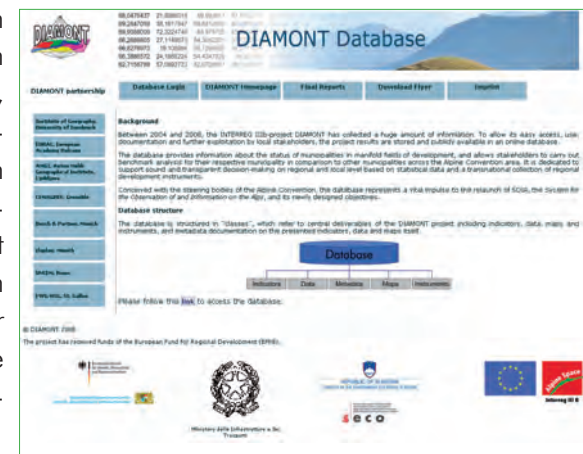 DIAMONT
DIAMONT Database
DIAMONT partnership
Database Login
DIAMONT Homepage
Final Reports
Download Flyer
Imprint
Institute of Geography,
University of Innsbruck
EURAC, European
Academy Bolzano
Geographical Institute,
Ljubljana
CEMAGREF, Grenoble
Bosch & Partner, Munich
Munich
Rome
St. Gallen
Background
Between 2004 and 2008, the INTERREG IIIb-project DIAMONT has collected a huge amount of information. To allow its easy access, use,
documentation and further exploitation by local stakeholders, the project results are stored and publicly available in an online database.
The database provides information about the status of municipalities in manifold fields of development, and allows stakeholders to carry out
benchmark analysis for their respective municipality in comparison to other municipalities across the Alpine Convention area. It is dedicated to
support sound and transparent decision-making on regional and local level based on statistical data and a transnational collection of regional
development instruments.
Conceived with the steering bodies of the Alpine Convention, the database represents a vital impulse to the relaunch of SOIA, the System for
the Observation of and Information on the Alps, and its newly designed objectives.
Database structure
The database is structured in "classes", which refer to central deliverables of the DIAMONT project including indicators, data, maps and
instruments, and metadata documentation on the presented indicators, data and maps itself.
Database
Indicators
Data
Metadata
Maps
Instruments
Please follow this link to access the database.
© DIAMONT 2008
The project has received funds of the European Fund for Regional Development (EFRE).
REPUBLIC OF SLOVENIA
Ministero delle Infrastrutture e dei
Trasporti
seco
Alpine Space
Interreg III B